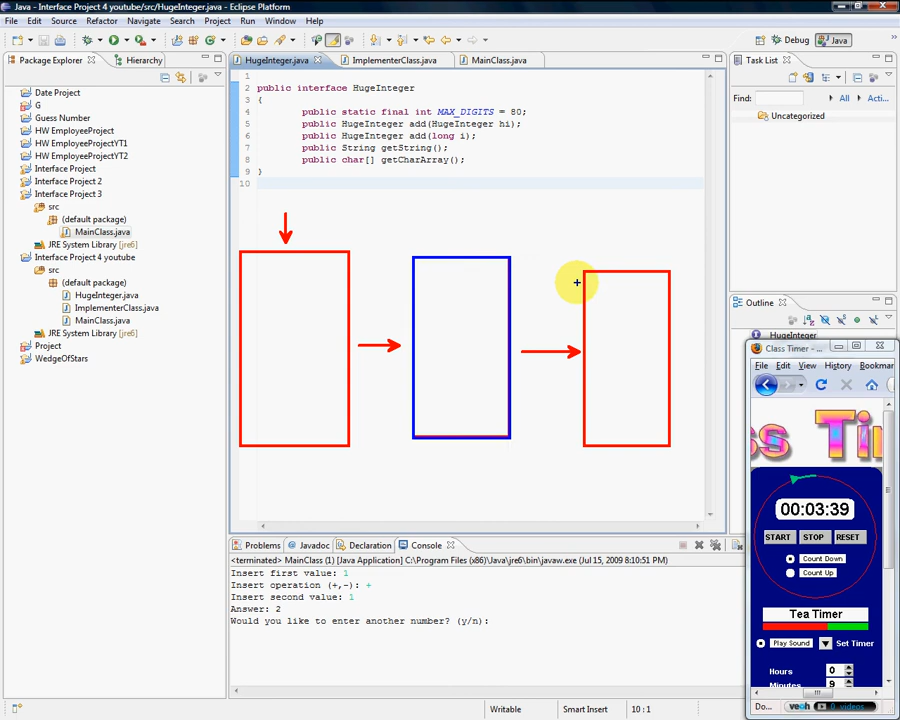 Java - Interface Project 4 youtube/src/HugeInteger.java - Eclipse Platform
File Edit Source Refactor Navigate Search Project Run Window Help
Debug Java
Package Explorer Hierarchy
Date Project
G
Guess Number
HW EmployeeProject
HW EmployeeProjectYT1
HW EmployeeProjectYT2
Interface Project
Interface Project 2
Interface Project 3
src
(default package)
MainClass.java
JRE System Library [jre6]
Interface Project 4 youtube
src
(default package)
HugeInteger.java
ImplementerClass.java
MainClass.java
JRE System Library [jre6]
Project
WedgeOfStars
HugeInteger.java ImplementerClass.java MainClass.java
1
2 public interface HugeInteger
3 {
4 public static final int MAX_DIGITS = 80;
5 public HugeInteger add(HugeInteger hi);
6 public HugeInteger add(long i);
7 public String getString();
8 public char[] getCharArray();
9 }
10
Task List
Find: All Acti...
Uncategorized
Outline
HugeInteger
Class Timer - ...
File Edit View History Bookmar
s Ti
00:03:39
START STOP RESET
Count Down
Count Up
Tea Timer
Play Sound Set Timer
Hours 0
Minutes 9
Do... veoh 0 videos
Problems Javadoc Declaration Console
<terminated> MainClass (1) [Java Application] C:\Program Files (x86)\Java\jre6\bin\javaw.exe (Jul 15, 2009 8:10:51 PM)
Insert first value: 1
Insert operation (+,-): +
Insert second value: 1
Answer: 2
Would you like to enter another number? (y/n):
Writable Smart Insert 10 : 1